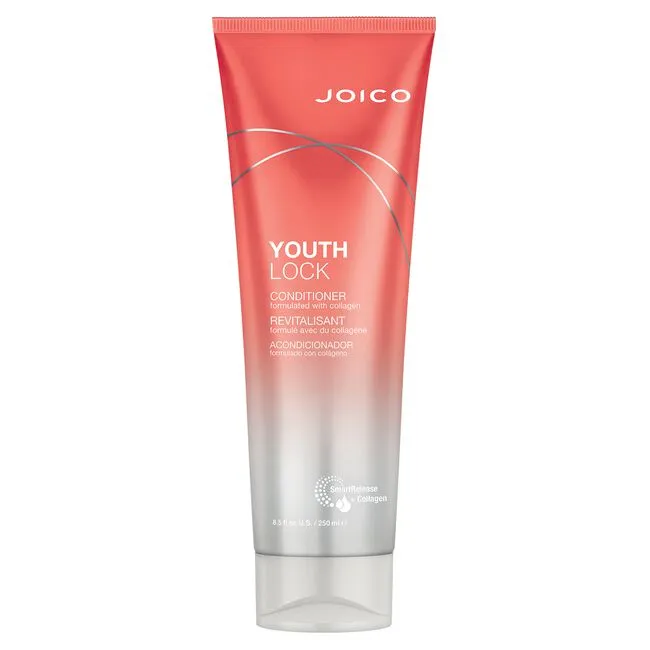 JOICO
YOUTH
LOCK
CONDITIONER
formulated with collagen
REVITALISANT
formulé avec du collagène
ACONDICIONADOR
formulado con colágeno
SmartRelease
+ Collagen
8.5 fl. oz. U.S. / 250 ml ℮